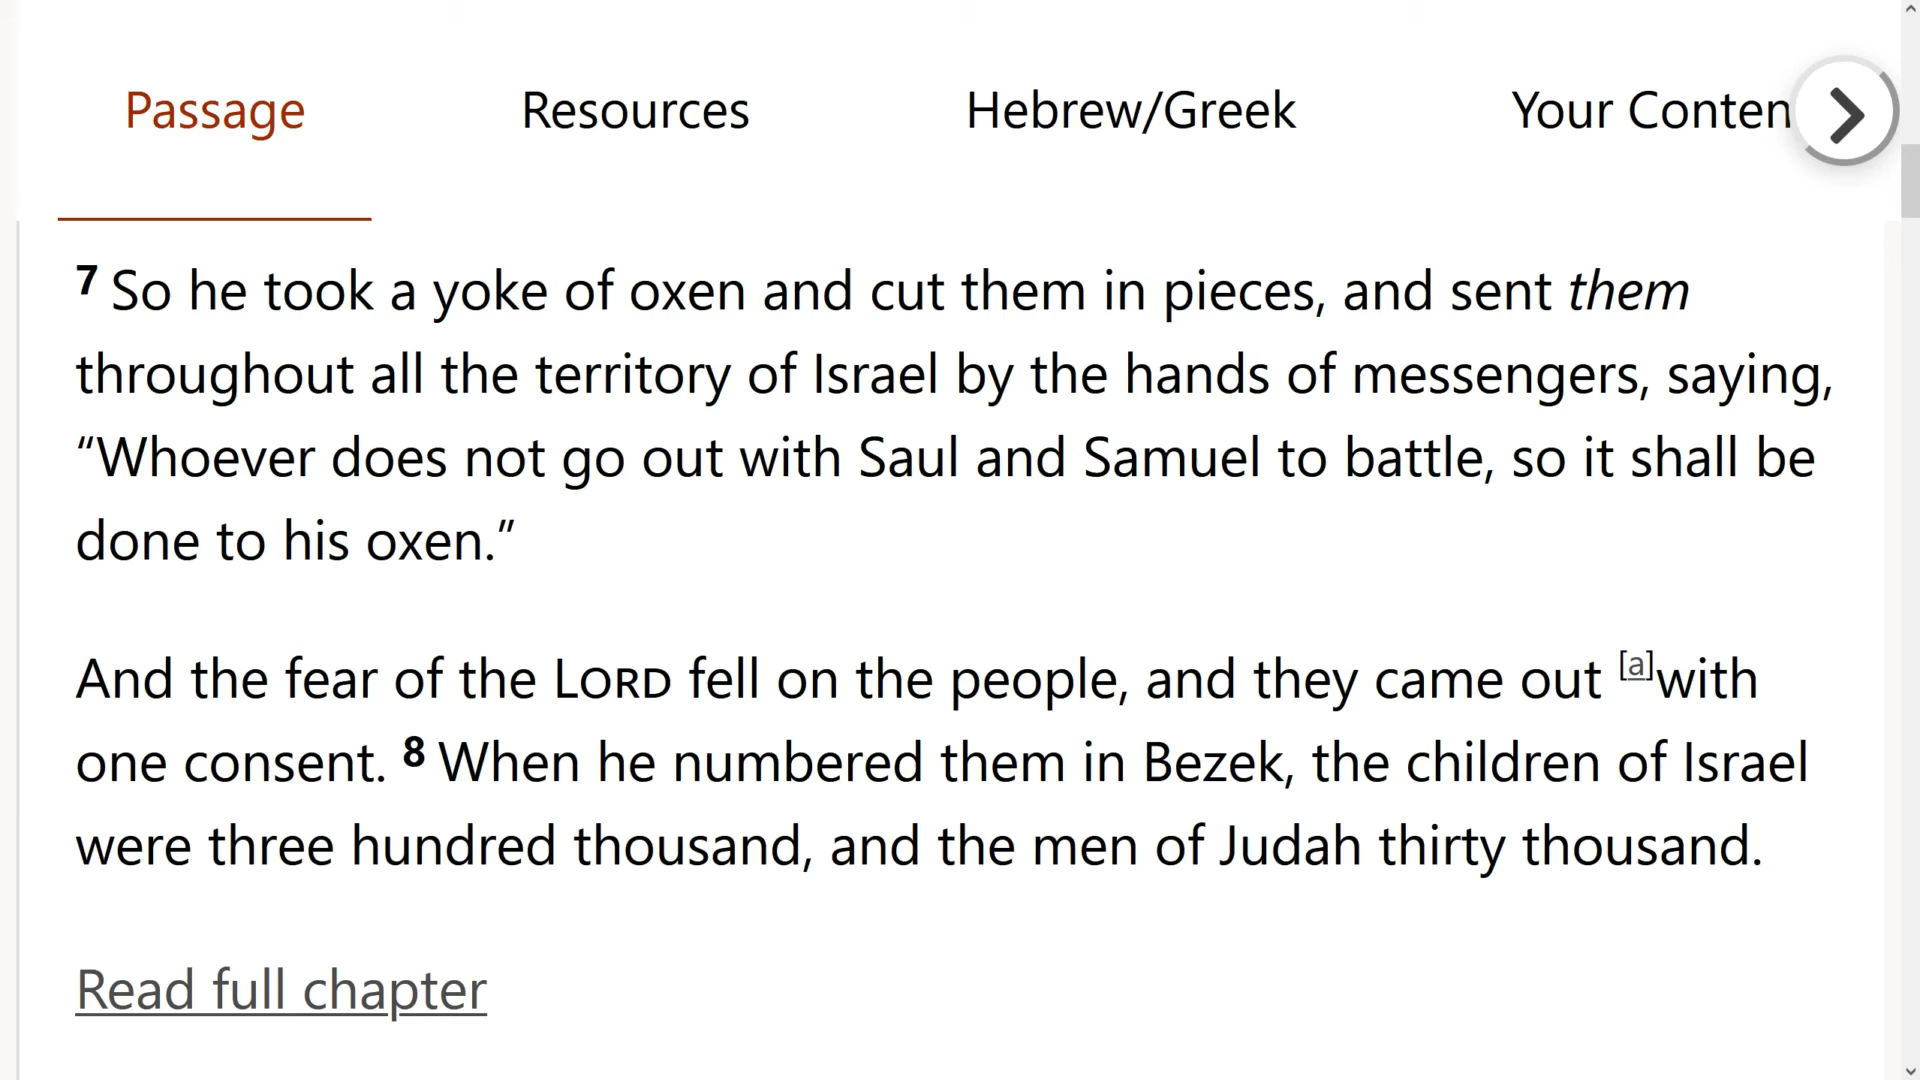 Passage Resources Hebrew/Greek Your Conten
7 So he took a yoke of oxen and cut them in pieces, and sent them
throughout all the territory of Israel by the hands of messengers, saying,
“Whoever does not go out with Saul and Samuel to battle, so it shall be
done to his oxen.”
And the fear of the LORD fell on the people, and they came out [a]with
one consent. 8 When he numbered them in Bezek, the children of Israel
were three hundred thousand, and the men of Judah thirty thousand.
Read full chapter